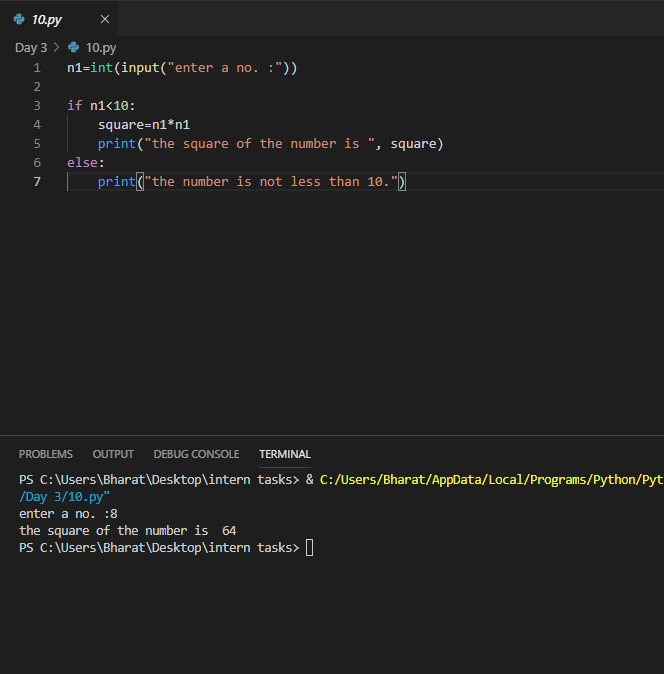 10.py ×
Day 3 > 10.py
1 n1=int(input("enter a no. :"))
2
3 if n1<10:
4     square=n1*n1
5     print("the square of the number is ", square)
6 else:
7     print("the number is not less than 10.")
PROBLEMS OUTPUT DEBUG CONSOLE TERMINAL
PS C:\Users\Bharat\Desktop\intern tasks> & C:/Users/Bharat/AppData/Local/Programs/Python/Pyt
/Day 3/10.py"
enter a no. :8
the square of the number is  64
PS C:\Users\Bharat\Desktop\intern tasks>